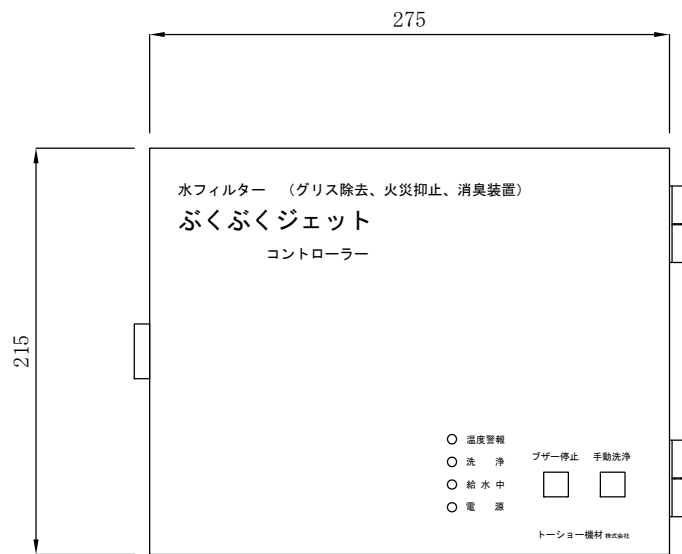 275
水フィルター （グリス除去、火災抑止、消臭装置）
ぶくぶくジェット
コントローラー
215
温度警報
洗 浄
給 水 中
電 源
ブザー停止 手動洗浄
トーショー機材 株式会社